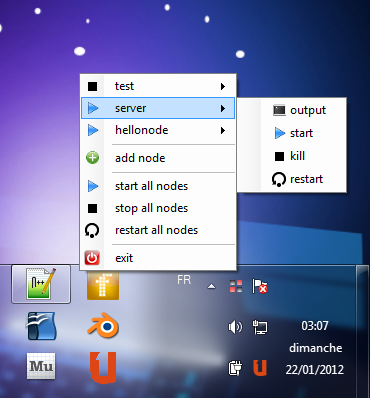 test
server
hellonode
add node
start all nodes
stop all nodes
restart all nodes
exit
output
start
kill
restart
n++
FR
03:07
dimanche
Mu
22/01/2012